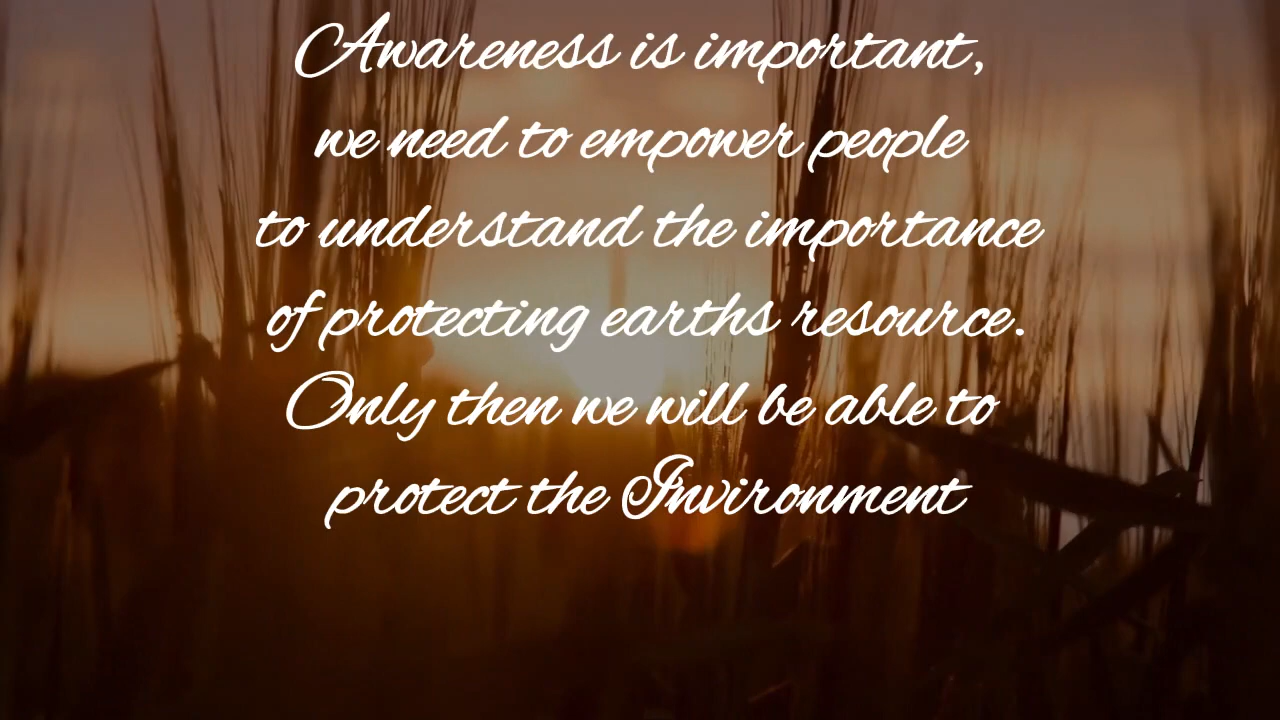 Awareness is important,
we need to empower people
to understand the importance
of protecting earths resource.
Only then we will be able to
protect the Invironment